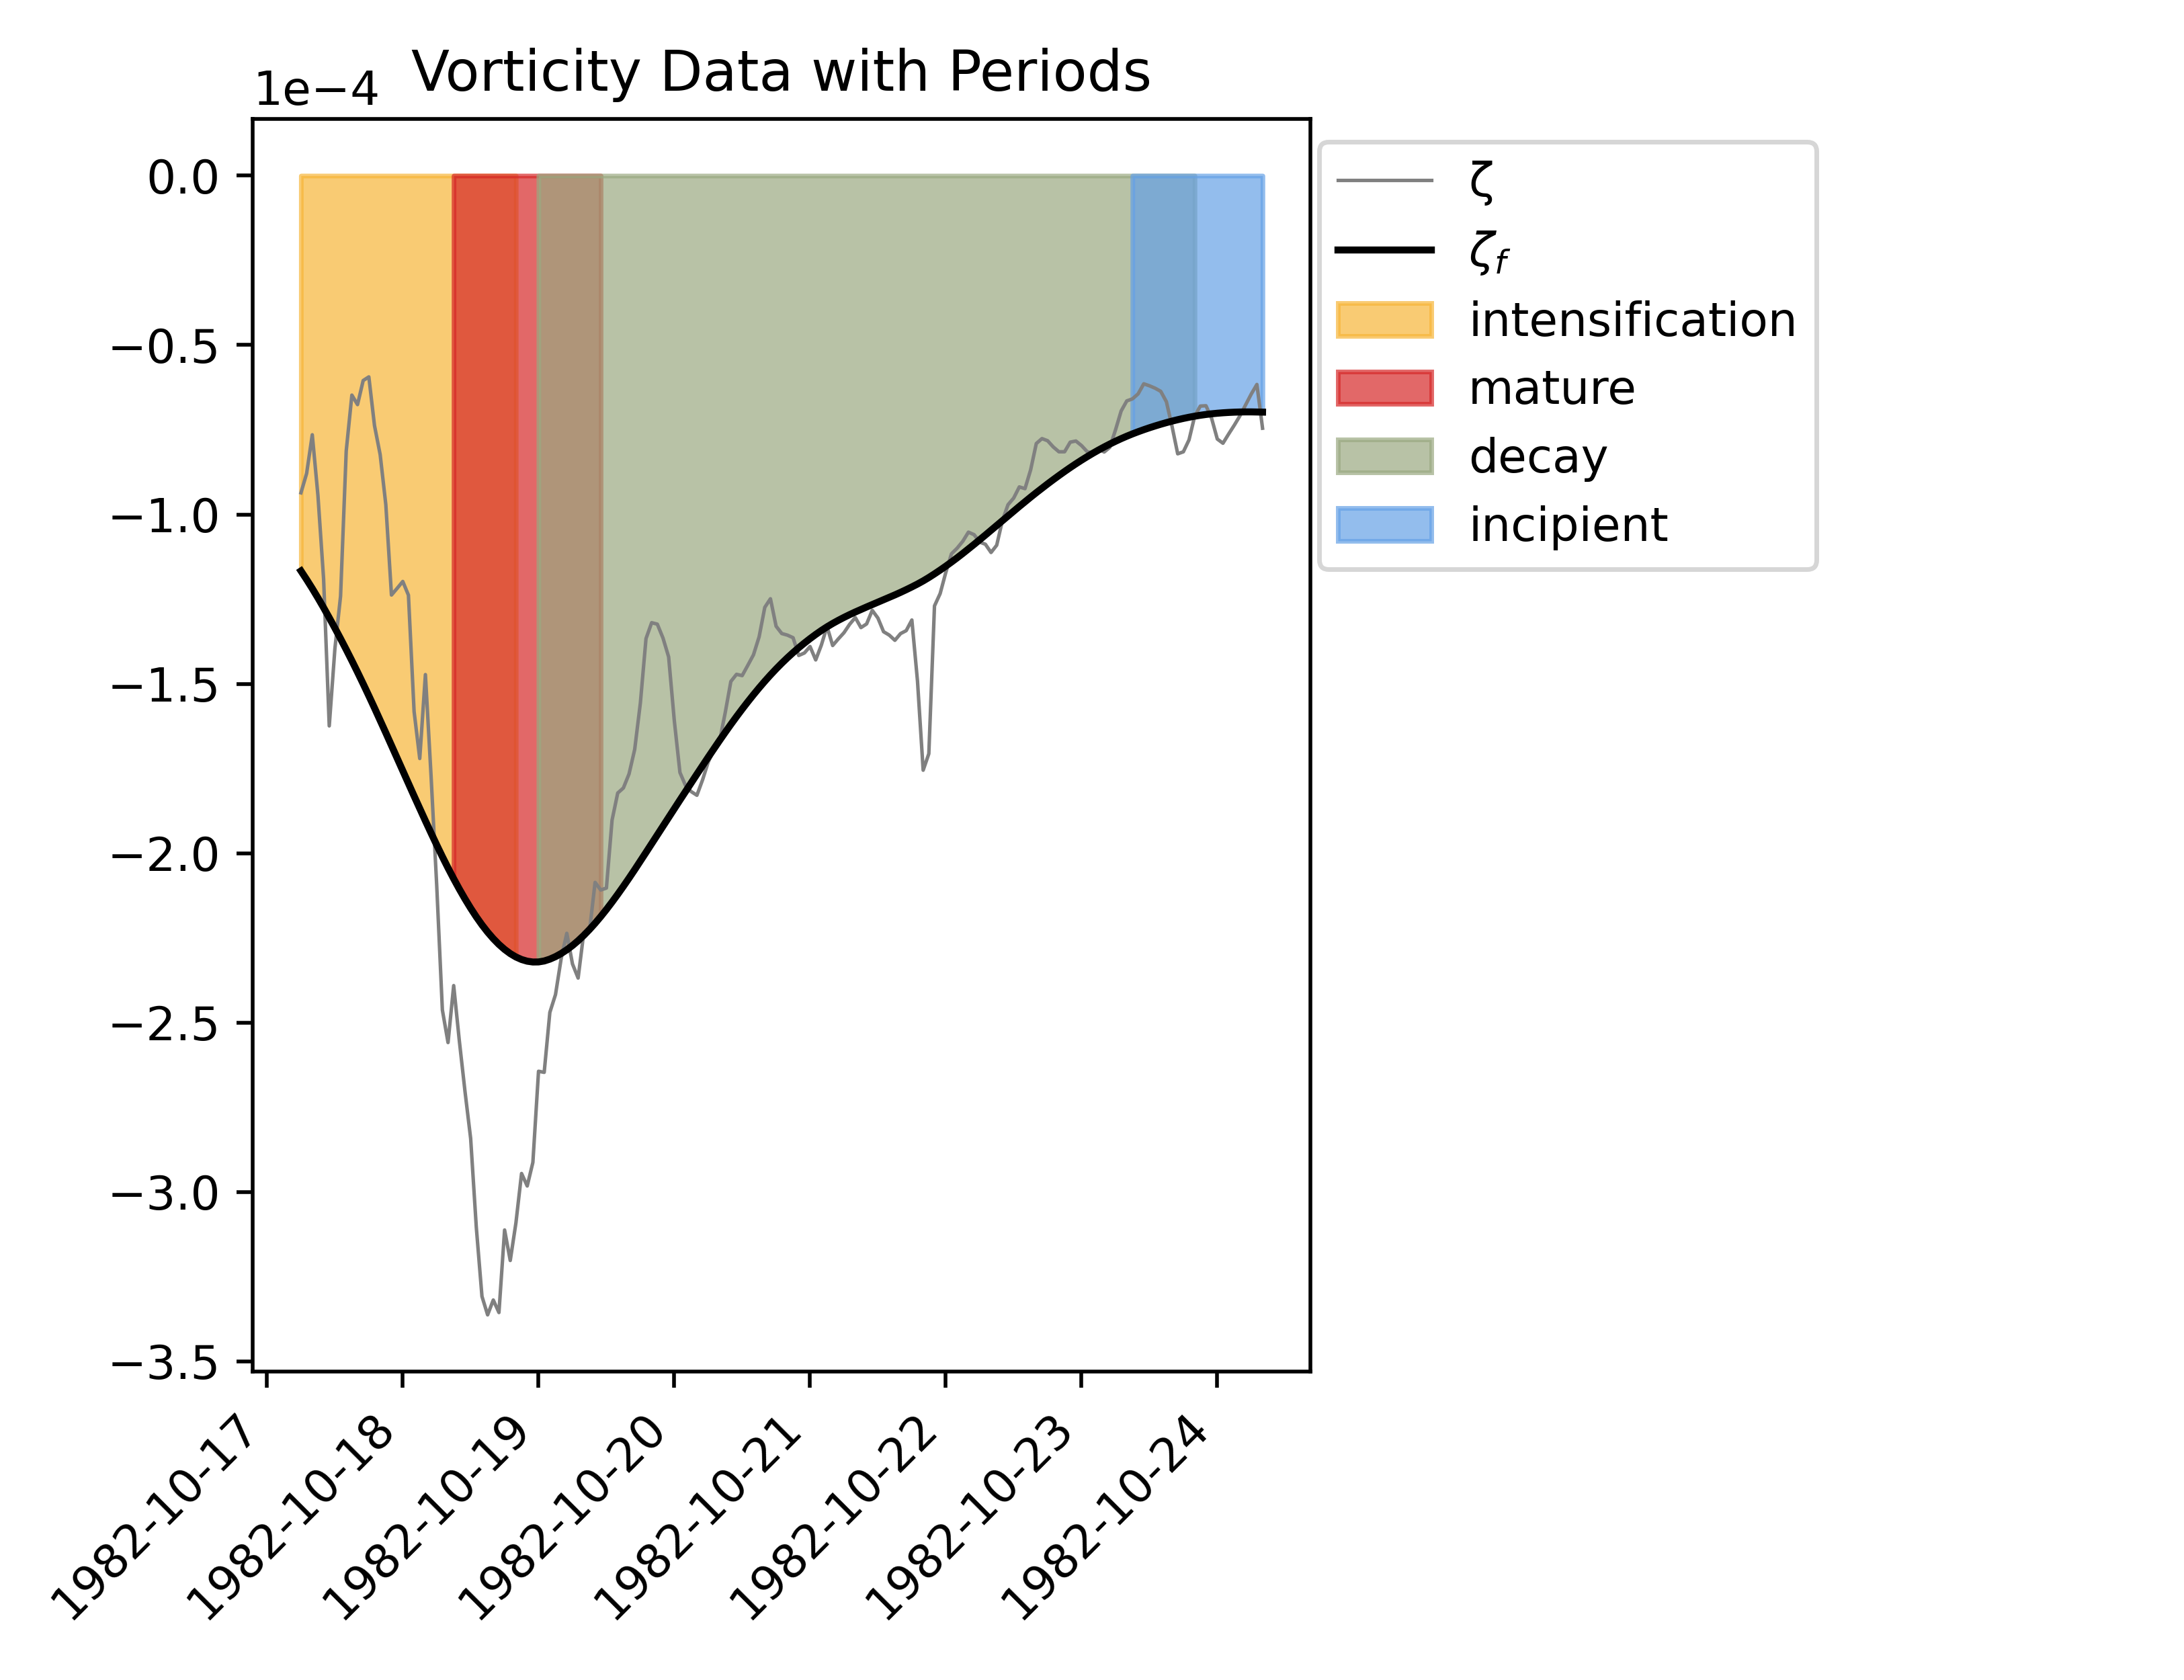 Vorticity Data with Periods
1e−4
0.0
−0.5
−1.0
−1.5
−2.0
−2.5
−3.0
−3.5
1982-10-17
1982-10-18
1982-10-19
1982-10-20
1982-10-21
1982-10-22
1982-10-23
1982-10-24
ζ
ζf
intensification
mature
decay
incipient